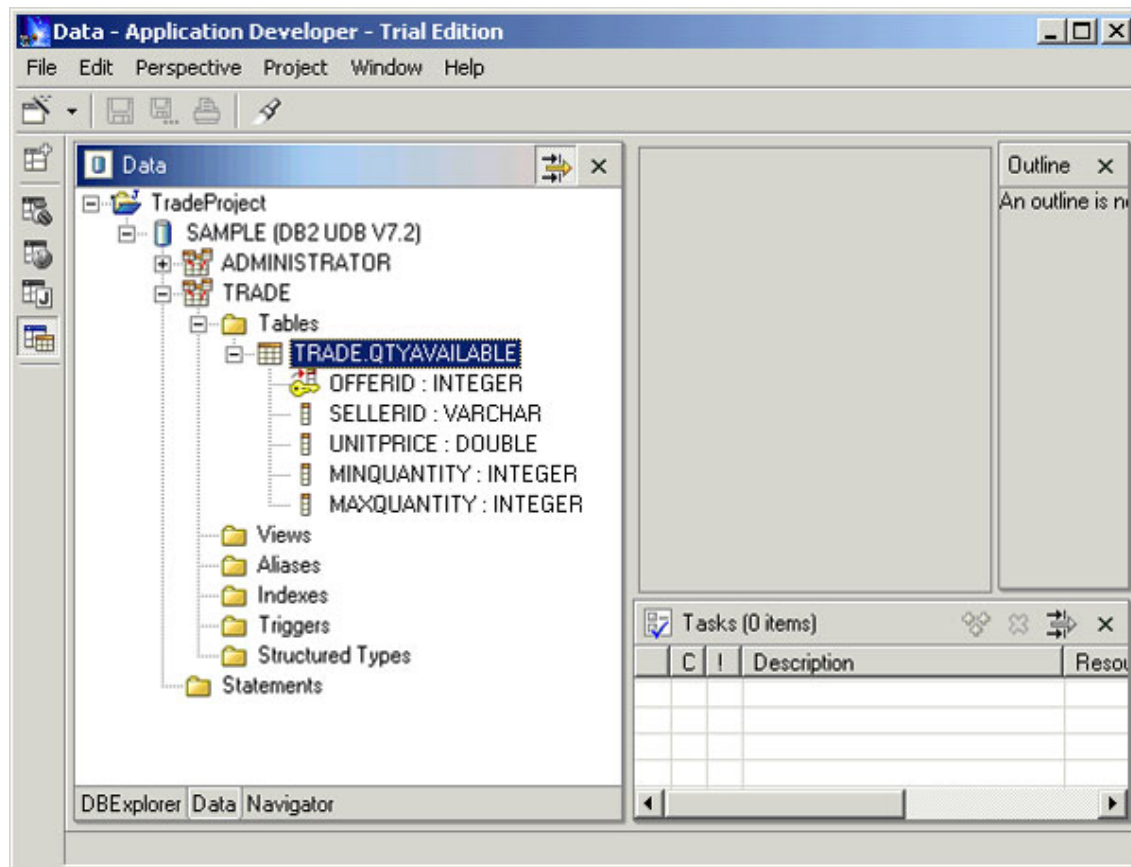 Data - Application Developer - Trial Edition
File Edit Perspective Project Window Help
Data
TradeProject
SAMPLE (DB2 UDB V7.2)
ADMINISTRATOR
TRADE
Tables
TRADE.QTYAVAILABLE
OFFERID : INTEGER
SELLERID : VARCHAR
UNITPRICE : DOUBLE
MINQUANTITY : INTEGER
MAXQUANTITY : INTEGER
Views
Aliases
Indexes
Triggers
Structured Types
Statements
DBExplorer Data Navigator
Outline
An outline is n
Tasks (0 items)
C ! Description Resou